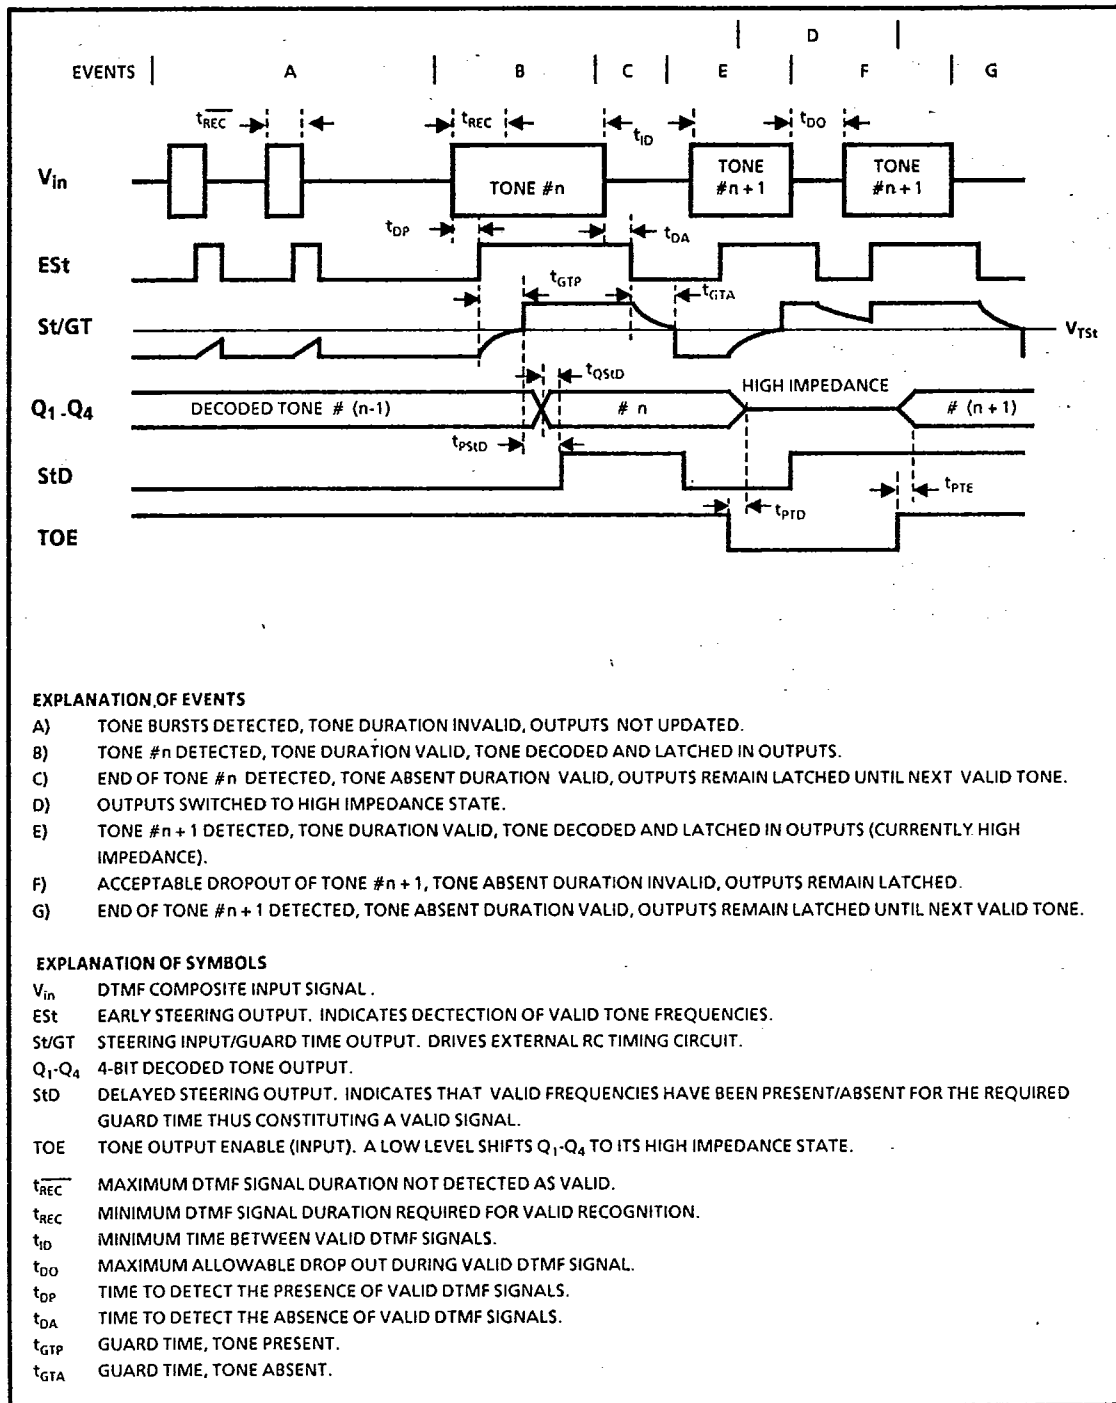 D
EVENTS A B C E F G
tREC tREC tID tDO
Vin TONE #n TONE #n + 1 TONE #n + 1
tDP tDA
ESt
tGTP tGTA
St/GT VTSt
tQStD HIGH IMPEDANCE
Q1-Q4 DECODED TONE # (n-1) # n # (n + 1)
tPStD
StD
tPTE
tPTD
TOE
EXPLANATION OF EVENTS
A) TONE BURSTS DETECTED, TONE DURATION INVALID, OUTPUTS NOT UPDATED.
B) TONE #n DETECTED, TONE DURATION VALID, TONE DECODED AND LATCHED IN OUTPUTS.
C) END OF TONE #n DETECTED, TONE ABSENT DURATION VALID, OUTPUTS REMAIN LATCHED UNTIL NEXT VALID TONE.
D) OUTPUTS SWITCHED TO HIGH IMPEDANCE STATE.
E) TONE #n + 1 DETECTED, TONE DURATION VALID, TONE DECODED AND LATCHED IN OUTPUTS (CURRENTLY HIGH
IMPEDANCE).
F) ACCEPTABLE DROPOUT OF TONE #n + 1, TONE ABSENT DURATION INVALID, OUTPUTS REMAIN LATCHED.
G) END OF TONE #n + 1 DETECTED, TONE ABSENT DURATION VALID, OUTPUTS REMAIN LATCHED UNTIL NEXT VALID TONE.
EXPLANATION OF SYMBOLS
Vin DTMF COMPOSITE INPUT SIGNAL.
ESt EARLY STEERING OUTPUT. INDICATES DECTECTION OF VALID TONE FREQUENCIES.
St/GT STEERING INPUT/GUARD TIME OUTPUT. DRIVES EXTERNAL RC TIMING CIRCUIT.
Q1-Q4 4-BIT DECODED TONE OUTPUT.
StD DELAYED STEERING OUTPUT. INDICATES THAT VALID FREQUENCIES HAVE BEEN PRESENT/ABSENT FOR THE REQUIRED
GUARD TIME THUS CONSTITUTING A VALID SIGNAL.
TOE TONE OUTPUT ENABLE (INPUT). A LOW LEVEL SHIFTS Q1-Q4 TO ITS HIGH IMPEDANCE STATE.
tREC MAXIMUM DTMF SIGNAL DURATION NOT DETECTED AS VALID.
tREC MINIMUM DTMF SIGNAL DURATION REQUIRED FOR VALID RECOGNITION.
tID MINIMUM TIME BETWEEN VALID DTMF SIGNALS.
tDO MAXIMUM ALLOWABLE DROP OUT DURING VALID DTMF SIGNAL.
tDP TIME TO DETECT THE PRESENCE OF VALID DTMF SIGNALS.
tDA TIME TO DETECT THE ABSENCE OF VALID DTMF SIGNALS.
tGTP GUARD TIME, TONE PRESENT.
tGTA GUARD TIME, TONE ABSENT.